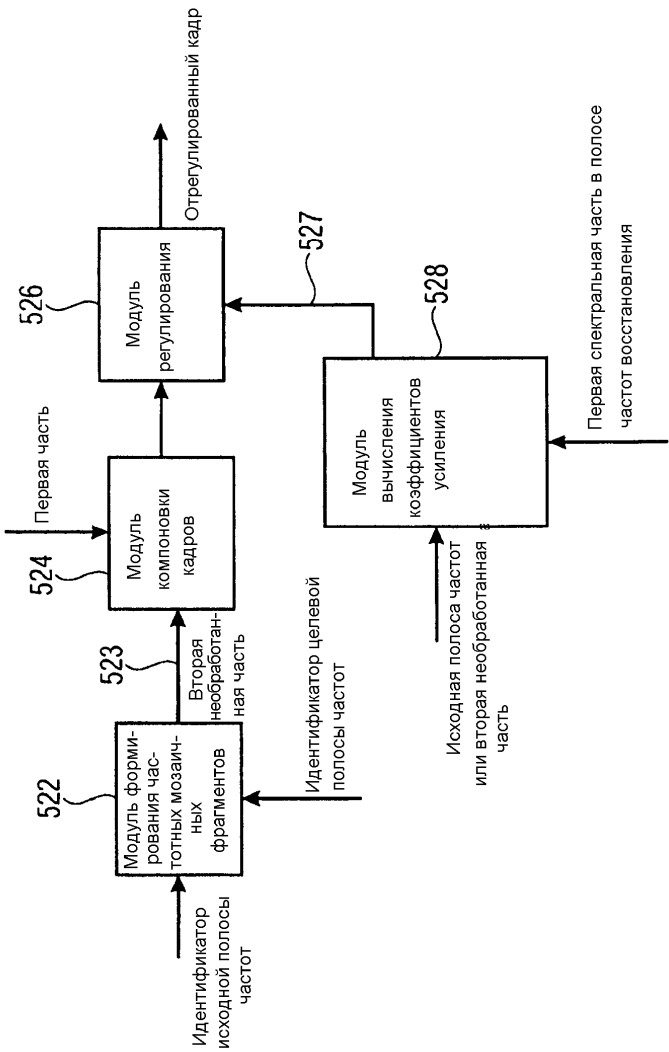 Идентификатор
исходной полосы
частот
522
Модуль форми-
рования час-
тотных мозаич-
ных
фрагментов
Идентификатор целевой
полосы частот
523
Вторая
необработан-
ная часть
524
Модуль
компоновки
кадров
Первая часть
526
Модуль
регулирования
Отрегулированный кадр
527
528
Модуль
вычисления
коэффициентов
усиления
Исходная полоса частот
или вторая необработанная
часть
Первая спектральная часть в полосе
частот восстановления